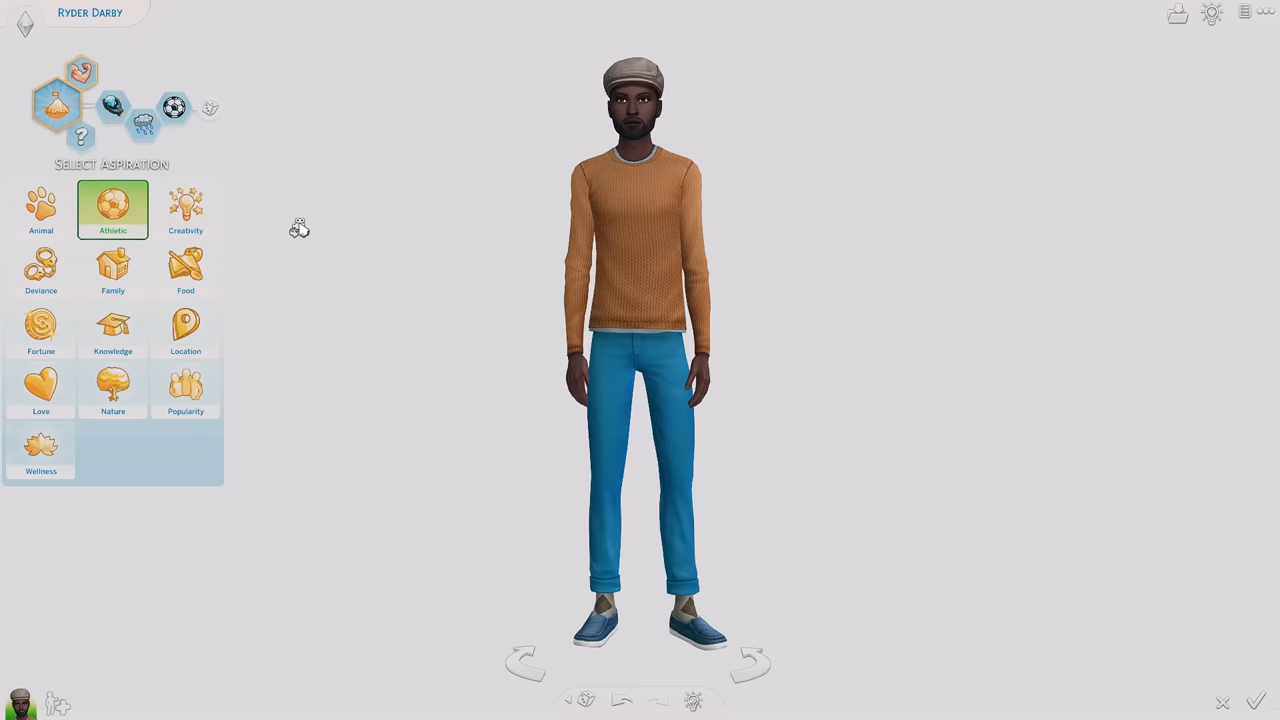 Ryder Darby
?
Select Aspiration
Animal
Athletic
Creativity
Deviance
Family
Food
Fortune
Knowledge
Location
Love
Nature
Popularity
Wellness